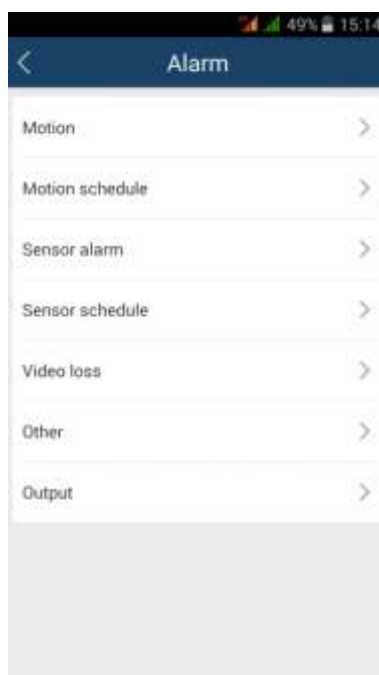 49% 15:14
Alarm
Motion
Motion schedule
Sensor alarm
Sensor schedule
Video loss
Other
Output